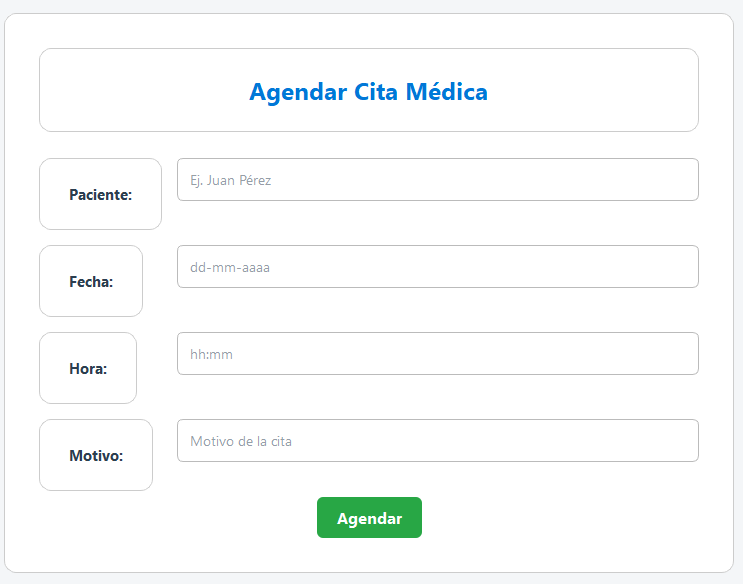 Agendar Cita Médica
Paciente: Ej. Juan Pérez
Fecha: dd-mm-aaaa
Hora: hh:mm
Motivo: Motivo de la cita
Agendar